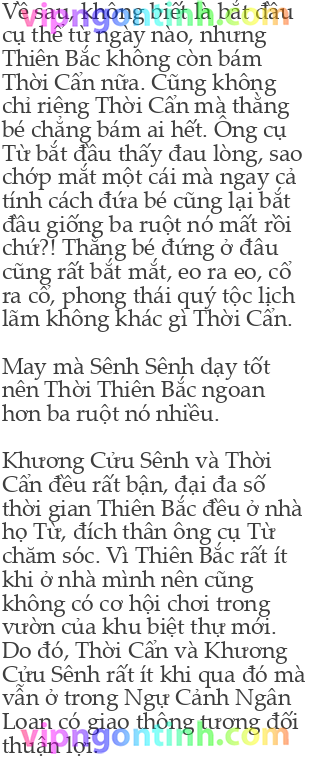 Về sau, không biết là bắt đầu
cụ thể từ ngày nào, nhưng
Thiên Bắc không còn bám
Thời Cẩn nữa. Cũng không
chỉ riêng Thời Cẩn mà thằng
bé chẳng bám ai hết. Ông cụ
Từ bắt đầu thấy đau lòng, sao
chớp mắt một cái mà ngay cả
tính cách đứa bé cũng lại bắt
đầu giống ba ruột nó mất rồi
chứ?! Thằng bé đứng ở đâu
cũng rất bắt mắt, eo ra eo, cổ
ra cổ, phong thái quý tộc lịch
lãm không khác gì Thời Cẩn.
May mà Sênh Sênh dạy tốt
nên Thời Thiên Bắc ngoan
hơn ba ruột nó nhiều.
Khương Cửu Sênh và Thời
Cẩn đều rất bận, đại đa số
thời gian Thiên Bắc đều ở nhà
họ Từ, đích thân ông cụ Từ
chăm sóc. Vì Thiên Bắc rất ít
khi ở nhà mình nên cũng
không có cơ hội chơi trong
vườn của khu biệt thự mới.
Do đó, Thời Cẩn và Khương
Cửu Sênh rất ít khi qua đó mà
vẫn ở trong Ngự Cảnh Ngân
Loan có giao thông tương đối
thuận lợi.
vipngontinh.com
vipngontinh.com